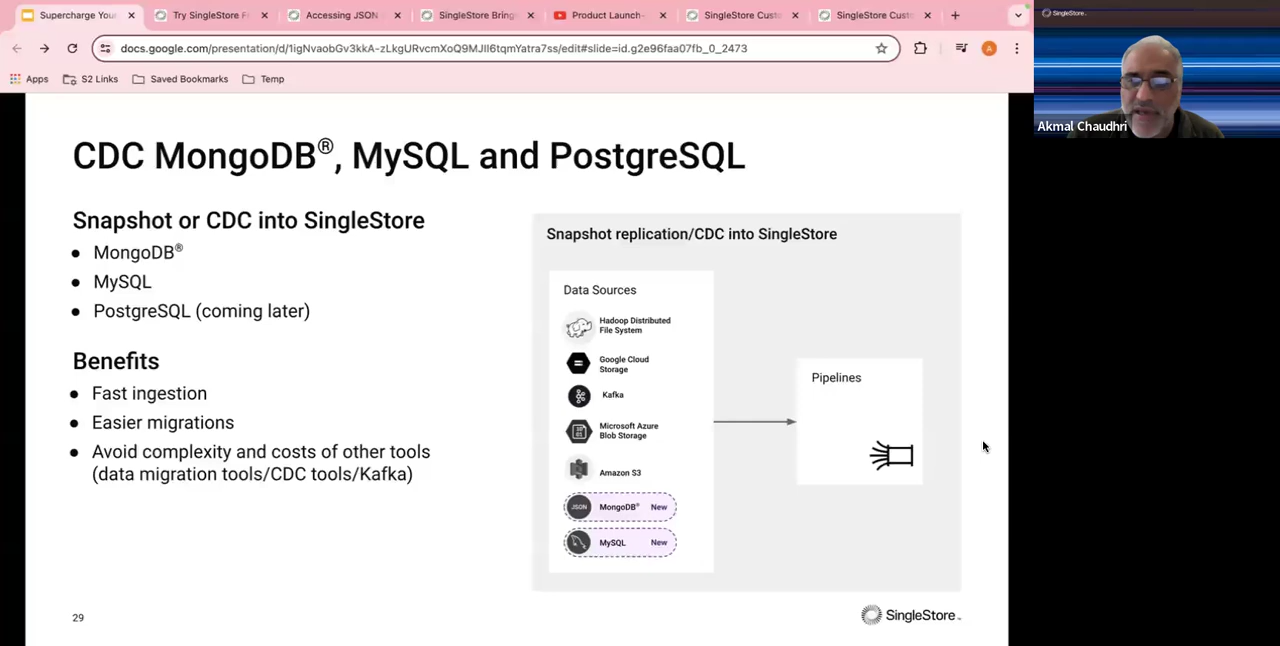 Supercharge You
Try SingleStore F
Accessing JSON
SingleStore Bring
Product Launch-
SingleStore Cust
SingleStore Cust
docs.google.com/presentation/d/1igNvaobGv3kkA-zLkgURvcmXoQ9MJII6tqmYatra7ss/edit#slide=id.g2e96faa07fb_0_2473
A
Apps
S2 Links
Saved Bookmarks
Temp
SingleStore
Akmal Chaudhri
CDC MongoDB®, MySQL and PostgreSQL
Snapshot or CDC into SingleStore
● MongoDB®
● MySQL
● PostgreSQL (coming later)
Benefits
● Fast ingestion
● Easier migrations
● Avoid complexity and costs of other tools
(data migration tools/CDC tools/Kafka)
Snapshot replication/CDC into SingleStore
Data Sources
Hadoop Distributed
File System
Google Cloud
Storage
Kafka
Microsoft Azure
Blob Storage
Amazon S3
JSON MongoDB® New
MySQL New
Pipelines
29
SingleStore